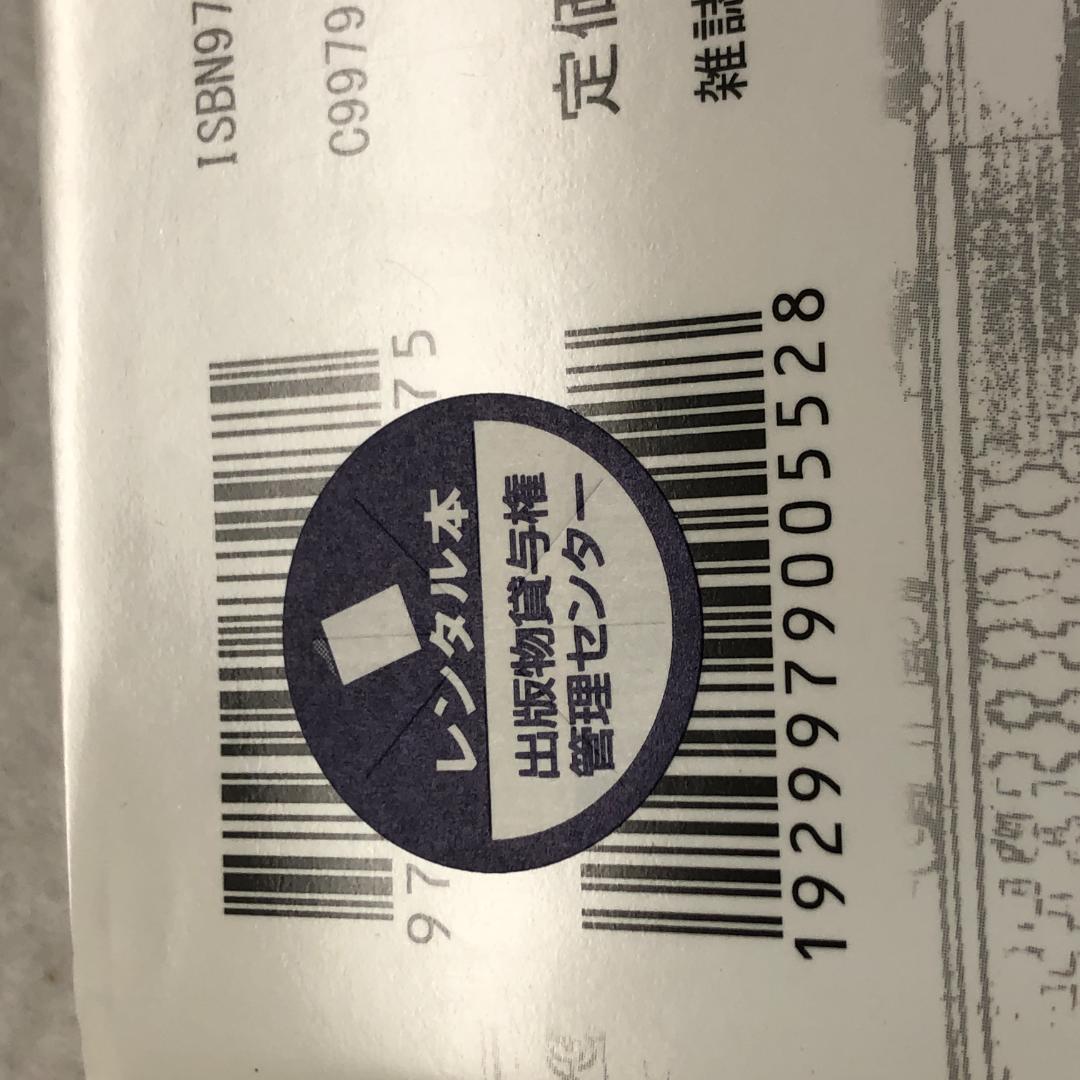 ISBN97
C9979
定価
雑誌
97
75
レンタル本
出版物貸与権
管理センター
1929979005528